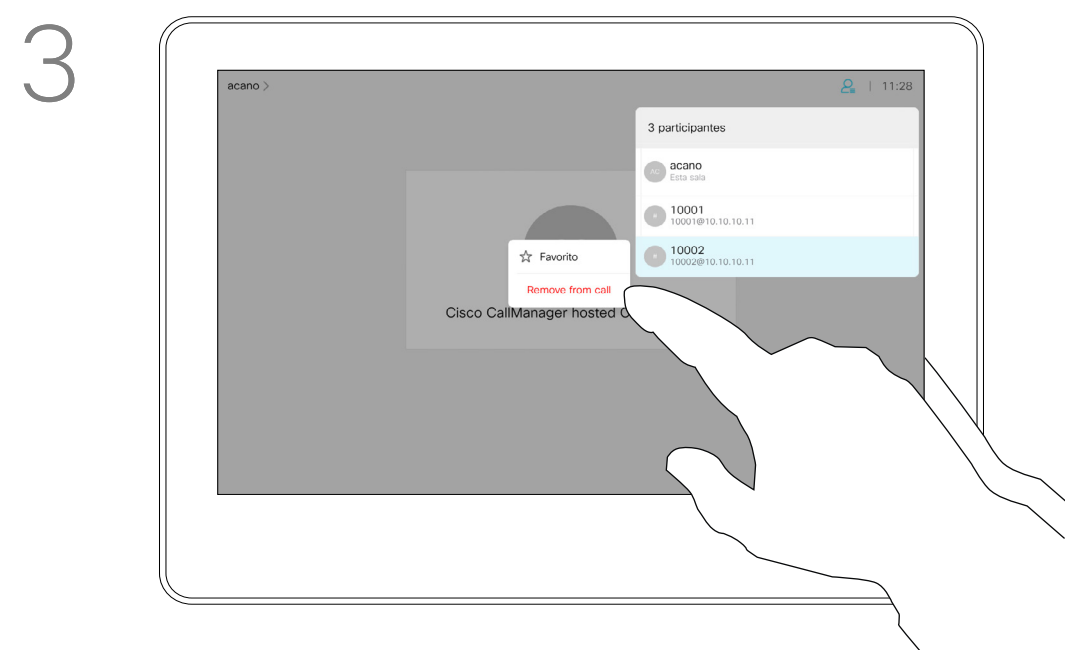 3
acano >
| 11:28
3 participantes
AC acano
Esta sala
10001
10001@10.10.10.11
10002
10002@10.10.10.11
Favorito
Remove from call
Cisco CallManager hosted C